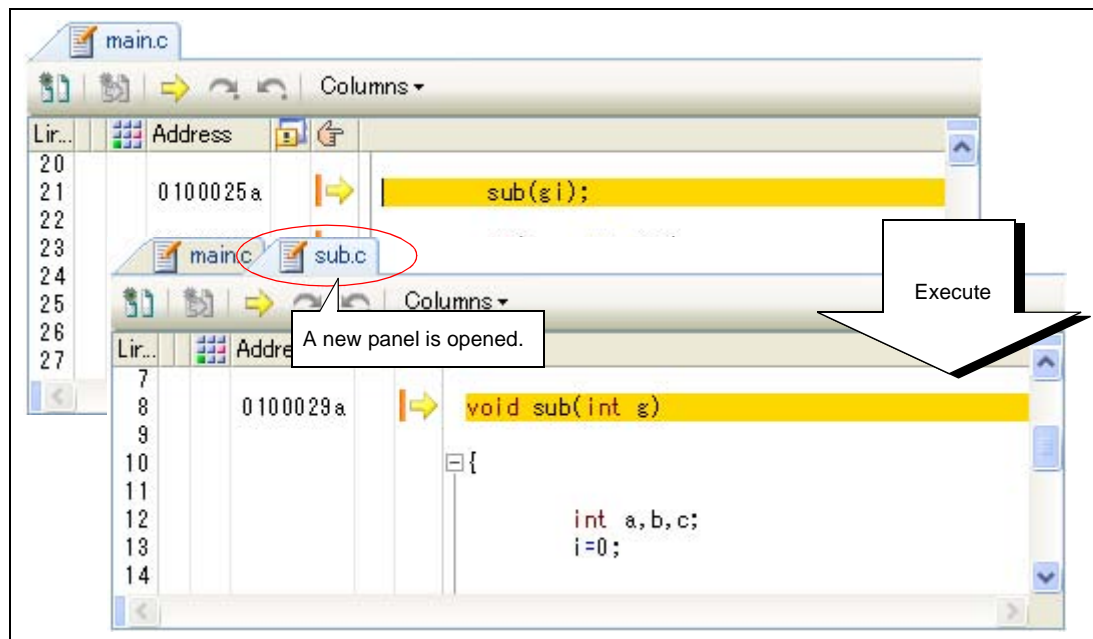 main.c
Columns
Lir... Address
20
21 0100025a sub(gi);
22
23
24
25
26
27
main.c sub.c
Columns
A new panel is opened.
Execute
Lir... Addre
7
8 0100029a void sub(int g)
9
10 {
11
12 int a,b,c;
13 i=0;
14